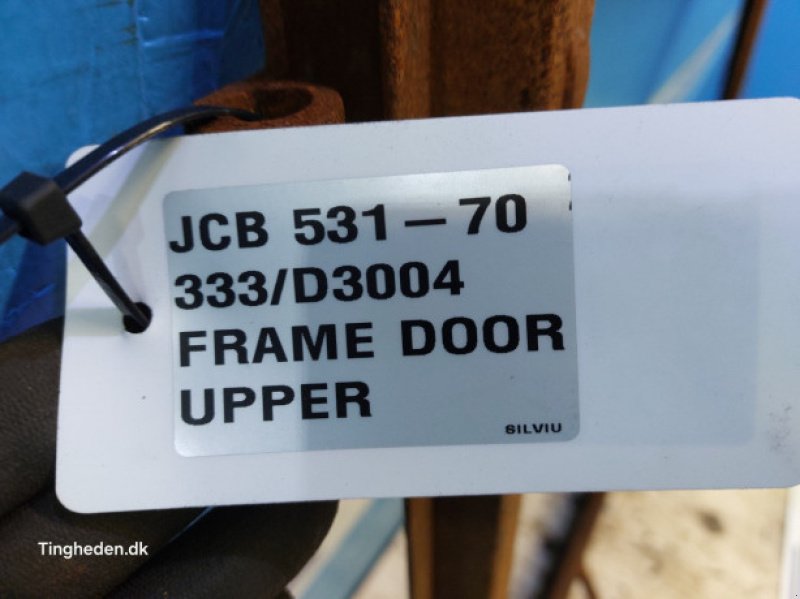 JCB 531-70
333/D3004
FRAME DOOR
UPPER
SILVIU
Tingheden.dk